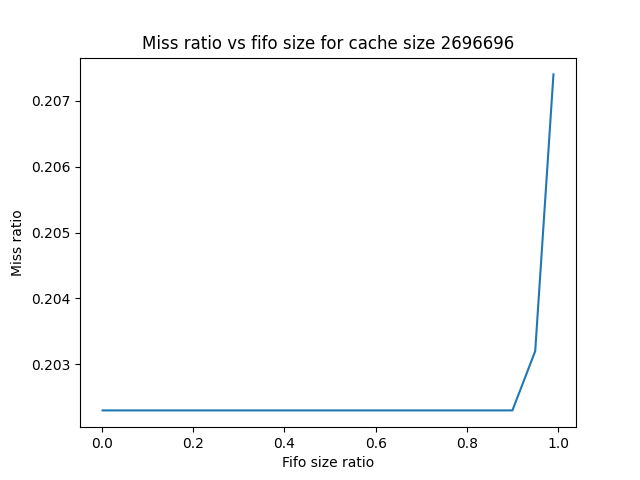 Miss ratio vs fifo size for cache size 2696696
0.207
0.206
0.205
0.204
0.203
Miss ratio
0.0 0.2 0.4 0.6 0.8 1.0
Fifo size ratio